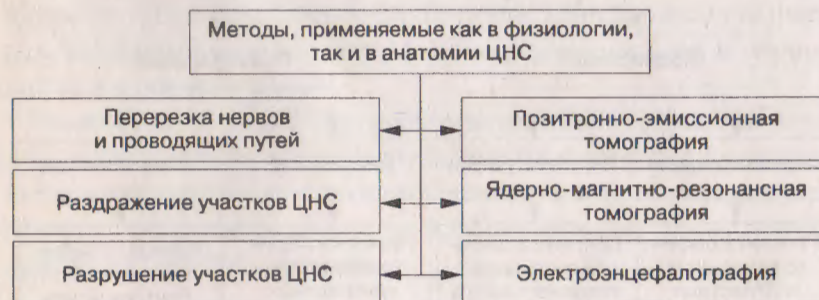 Методы, применяемые как в физиологии,
так и в анатомии ЦНС
Перерезка нервов
и проводящих путей
Позитронно-эмиссионная
томография
Раздражение участков ЦНС
Ядерно-магнитно-резонансная
томография
Разрушение участков ЦНС
Электроэнцефалография